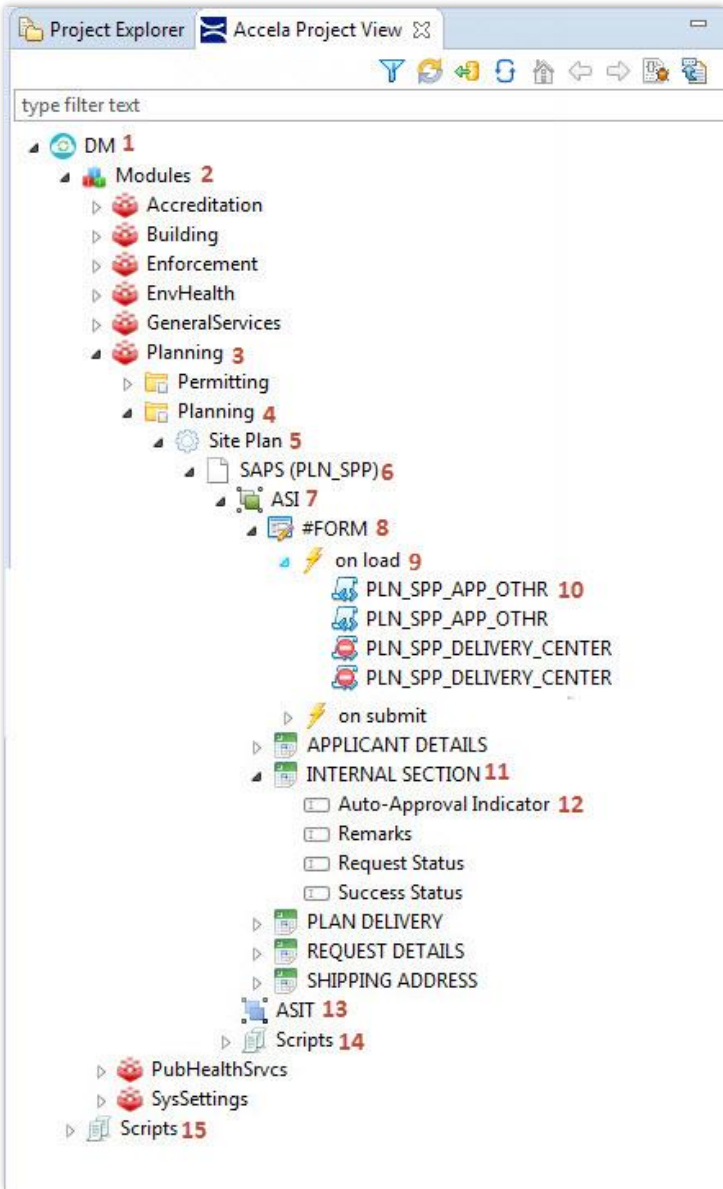 Project Explorer Accela Project View
type filter text
DM 1
Modules 2
Accreditation
Building
Enforcement
EnvHealth
GeneralServices
Planning 3
Permitting
Planning 4
Site Plan 5
SAPS (PLN_SPP) 6
ASI 7
#FORM 8
on load 9
PLN_SPP_APP_OTHR 10
PLN_SPP_APP_OTHR
PLN_SPP_DELIVERY_CENTER
PLN_SPP_DELIVERY_CENTER
on submit
APPLICANT DETAILS
INTERNAL SECTION 11
Auto-Approval Indicator 12
Remarks
Request Status
Success Status
PLAN DELIVERY
REQUEST DETAILS
SHIPPING ADDRESS
ASIT 13
Scripts 14
PubHealthSrvcs
SysSettings
Scripts 15